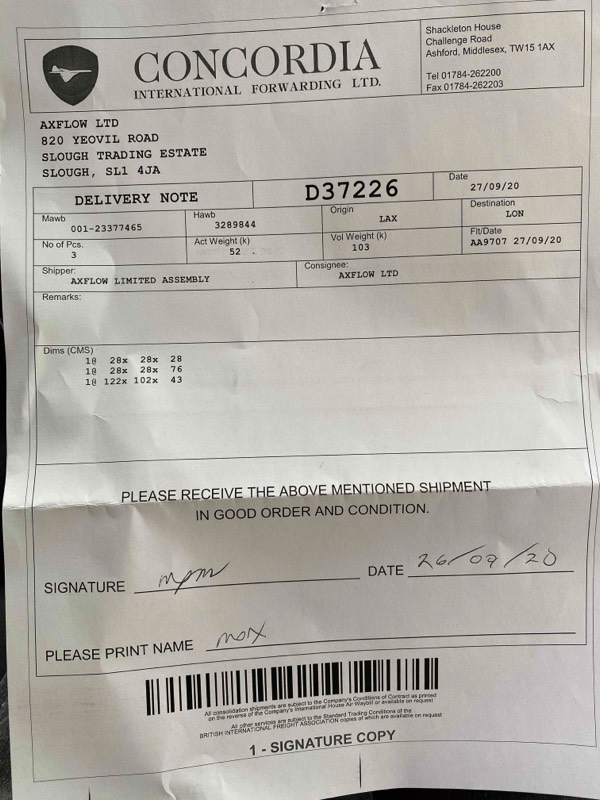 CONCORDIA
INTERNATIONAL FORWARDING LTD.
Shackleton House
Challenge Road
Ashford, Middlesex, TW15 1AX
Tel 01784-262200
Fax 01784-262203
AXFLOW LTD
820 YEOVIL ROAD
SLOUGH TRADING ESTATE
SLOUGH, SL1 4JA
DELIVERY NOTE
D37226
Date
27/09/20
Mawb
001-23377465
Hawb
3289844
Origin
LAX
Destination
LON
No of Pcs.
3
Act Weight (k)
52 .
Vol Weight (k)
103
Flt/Date
AA9707 27/09/20
Shipper:
AXFLOW LIMITED ASSEMBLY
Consignee:
AXFLOW LTD
Remarks:
Dims (CMS)
1@ 28x 28x 28
1@ 28x 28x 76
1@ 122x 102x 43
PLEASE RECEIVE THE ABOVE MENTIONED SHIPMENT
IN GOOD ORDER AND CONDITION.
SIGNATURE
DATE 26/09/20
PLEASE PRINT NAME
All consolidation shipments are subject to the Company's Conditions of Contract as printed
on the reverse of the Company's International House Air Waybill or available on request
All other services are subject to the Standard Trading Conditions of the
BRITISH INTERNATIONAL FREIGHT ASSOCIATION copies of which are available on request
1 - SIGNATURE COPY